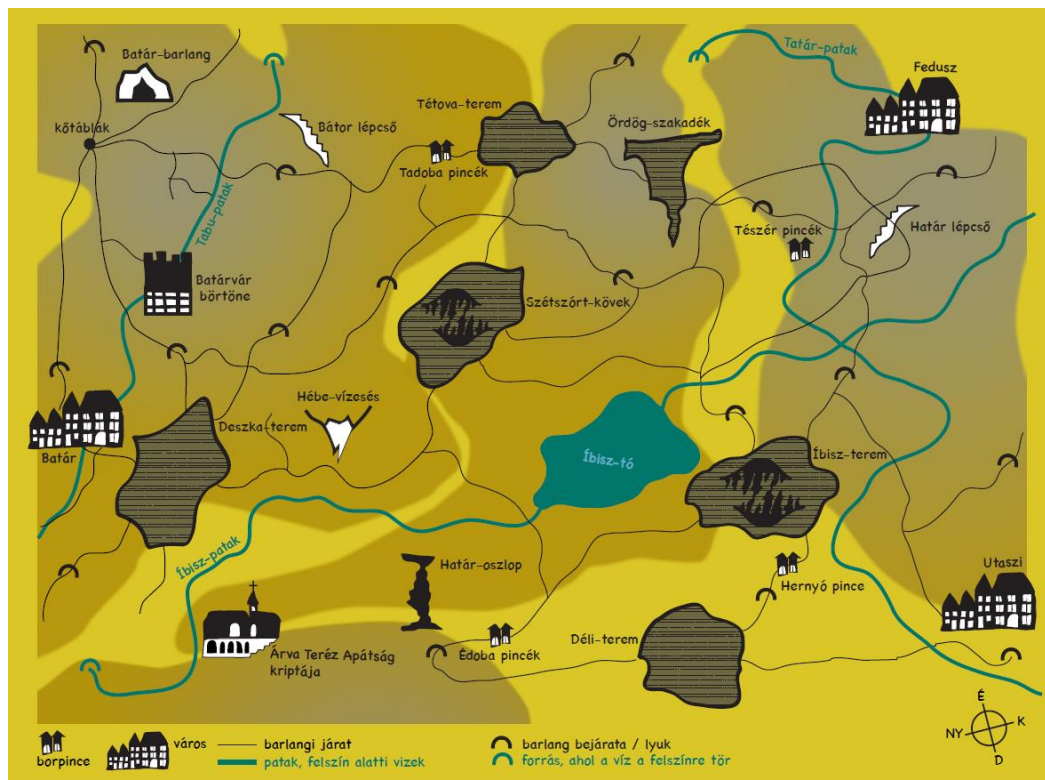 Batár-barlang
Tatár-patak
Fedusz
Tétova-terem
kőtáblák
Bátor lépcső
Ördög-szakadék
Tadoba pincék
Tabu-patak
Tészér pincék
Határ lépcső
Batárvár
börtöne
Szétszórt-kövek
Hébe-vízesés
Deszka-terem
Batár
Íbisz-tó
Íbisz-terem
Íbisz-patak
Határ-oszlop
Utaszi
Hernyó pince
Déli-terem
Édoba pincék
Árva Teréz Apátság
kriptája
É
NY
K
D
borpince
város
barlangi járat
patak, felszín alatti vizek
barlang bejárata / lyuk
forrás, ahol a víz a felszínre tör